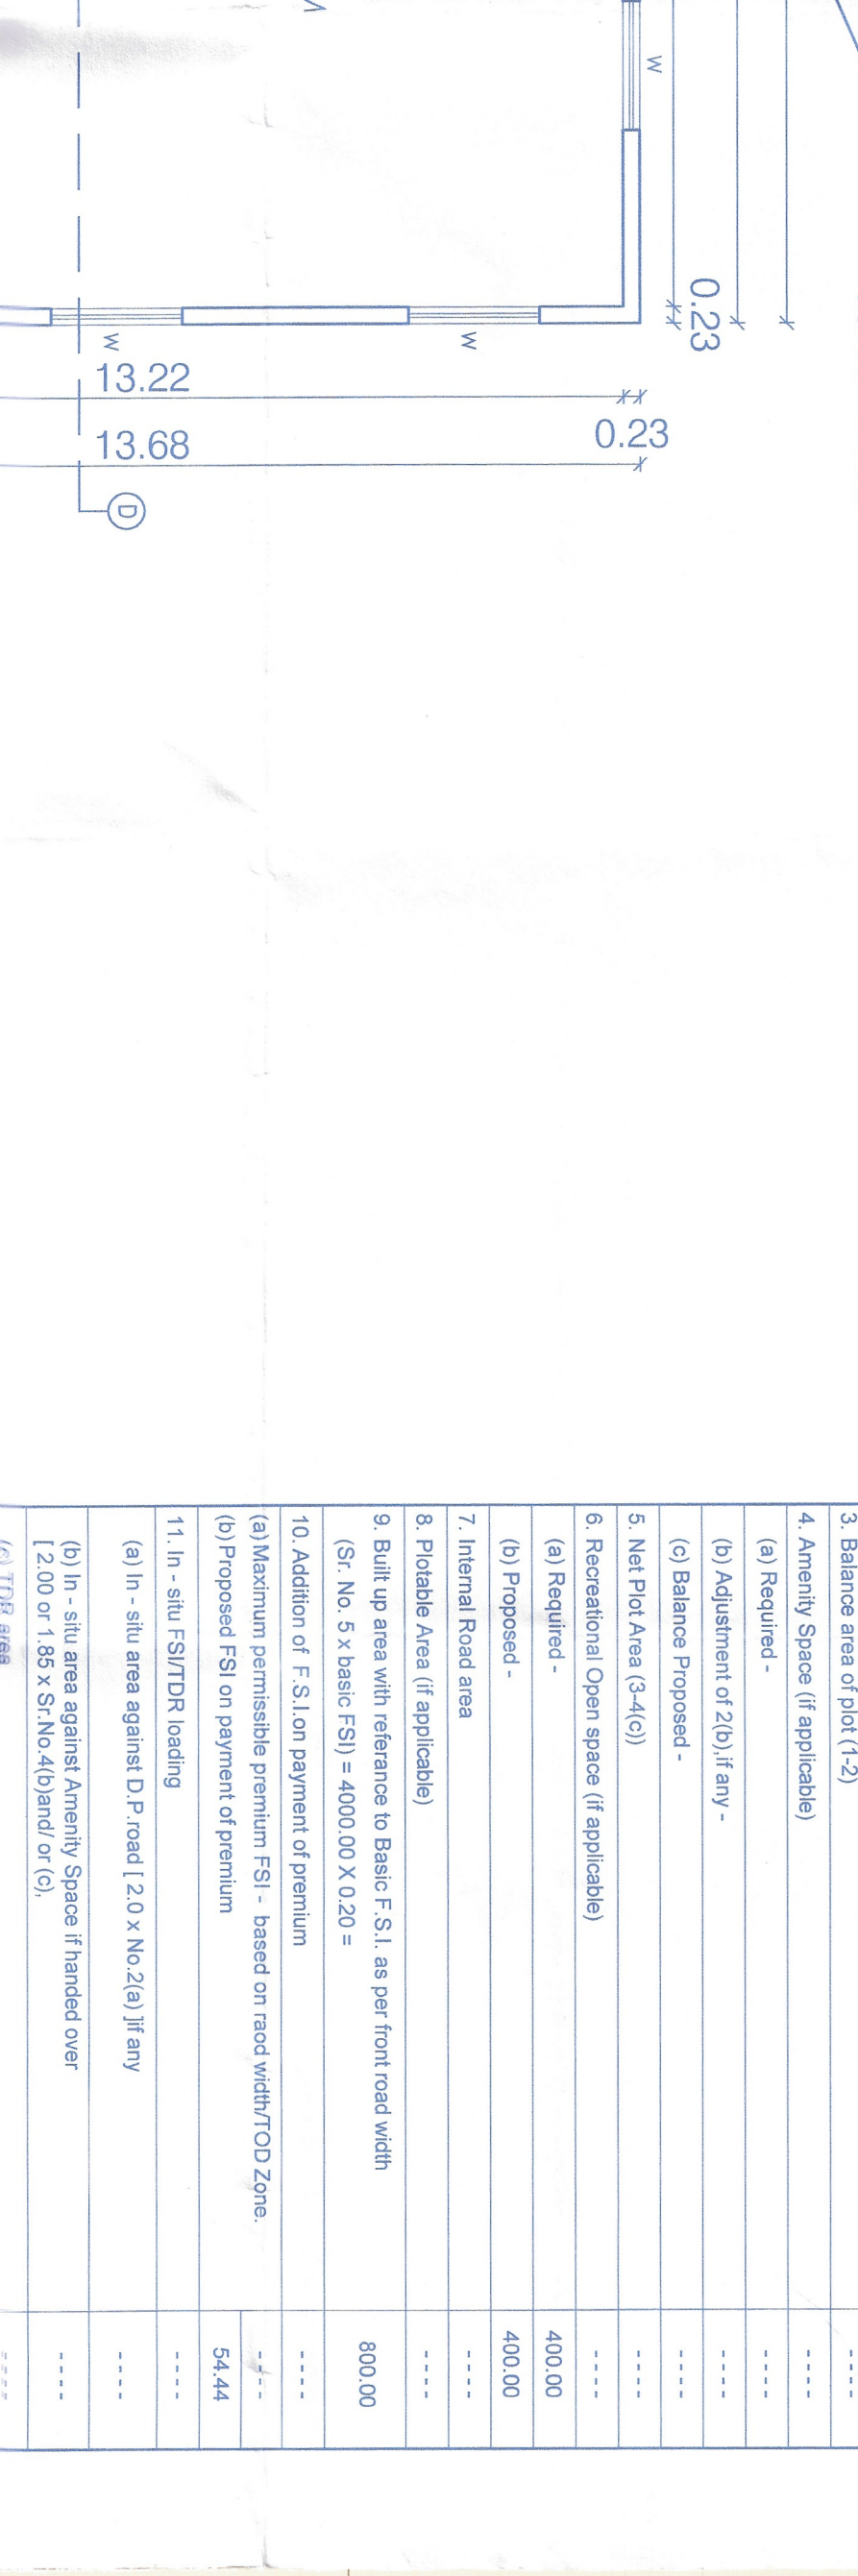 W
0.23
W
W
13.22
0.23
13.68
D
3. Balance area of plot (1-2) ----
4. Amenity Space (if applicable) ----
(a) Required - ----
(b) Adjustment of 2(b),if any - ----
(c) Balance Proposed - ----
5. Net Plot Area (3-4(c)) ----
6. Recreational Open space (if applicable) ----
(a) Required - 400.00
(b) Proposed - 400.00
7. Internal Road area ----
8. Plotable Area (if applicable) ----
9. Built up area with referance to Basic F.S.I. as per front road width
(Sr. No. 5 x basic FSI) = 4000.00 X 0.20 = 800.00
10. Addition of F.S.I.on payment of premium ----
(a) Maximum permissible premium FSI - based on raod width/TOD Zone. ----
(b) Proposed FSI on payment of premium 54.44
11. In - situ FSI/TDR loading ----
(a) In - situ area against D.P.road [ 2.0 x No.2(a) ]if any ----
(b) In - situ area against Amenity Space if handed over
[ 2.00 or 1.85 x Sr.No.4(b)and/ or (c), ----
(c) TDR area ----